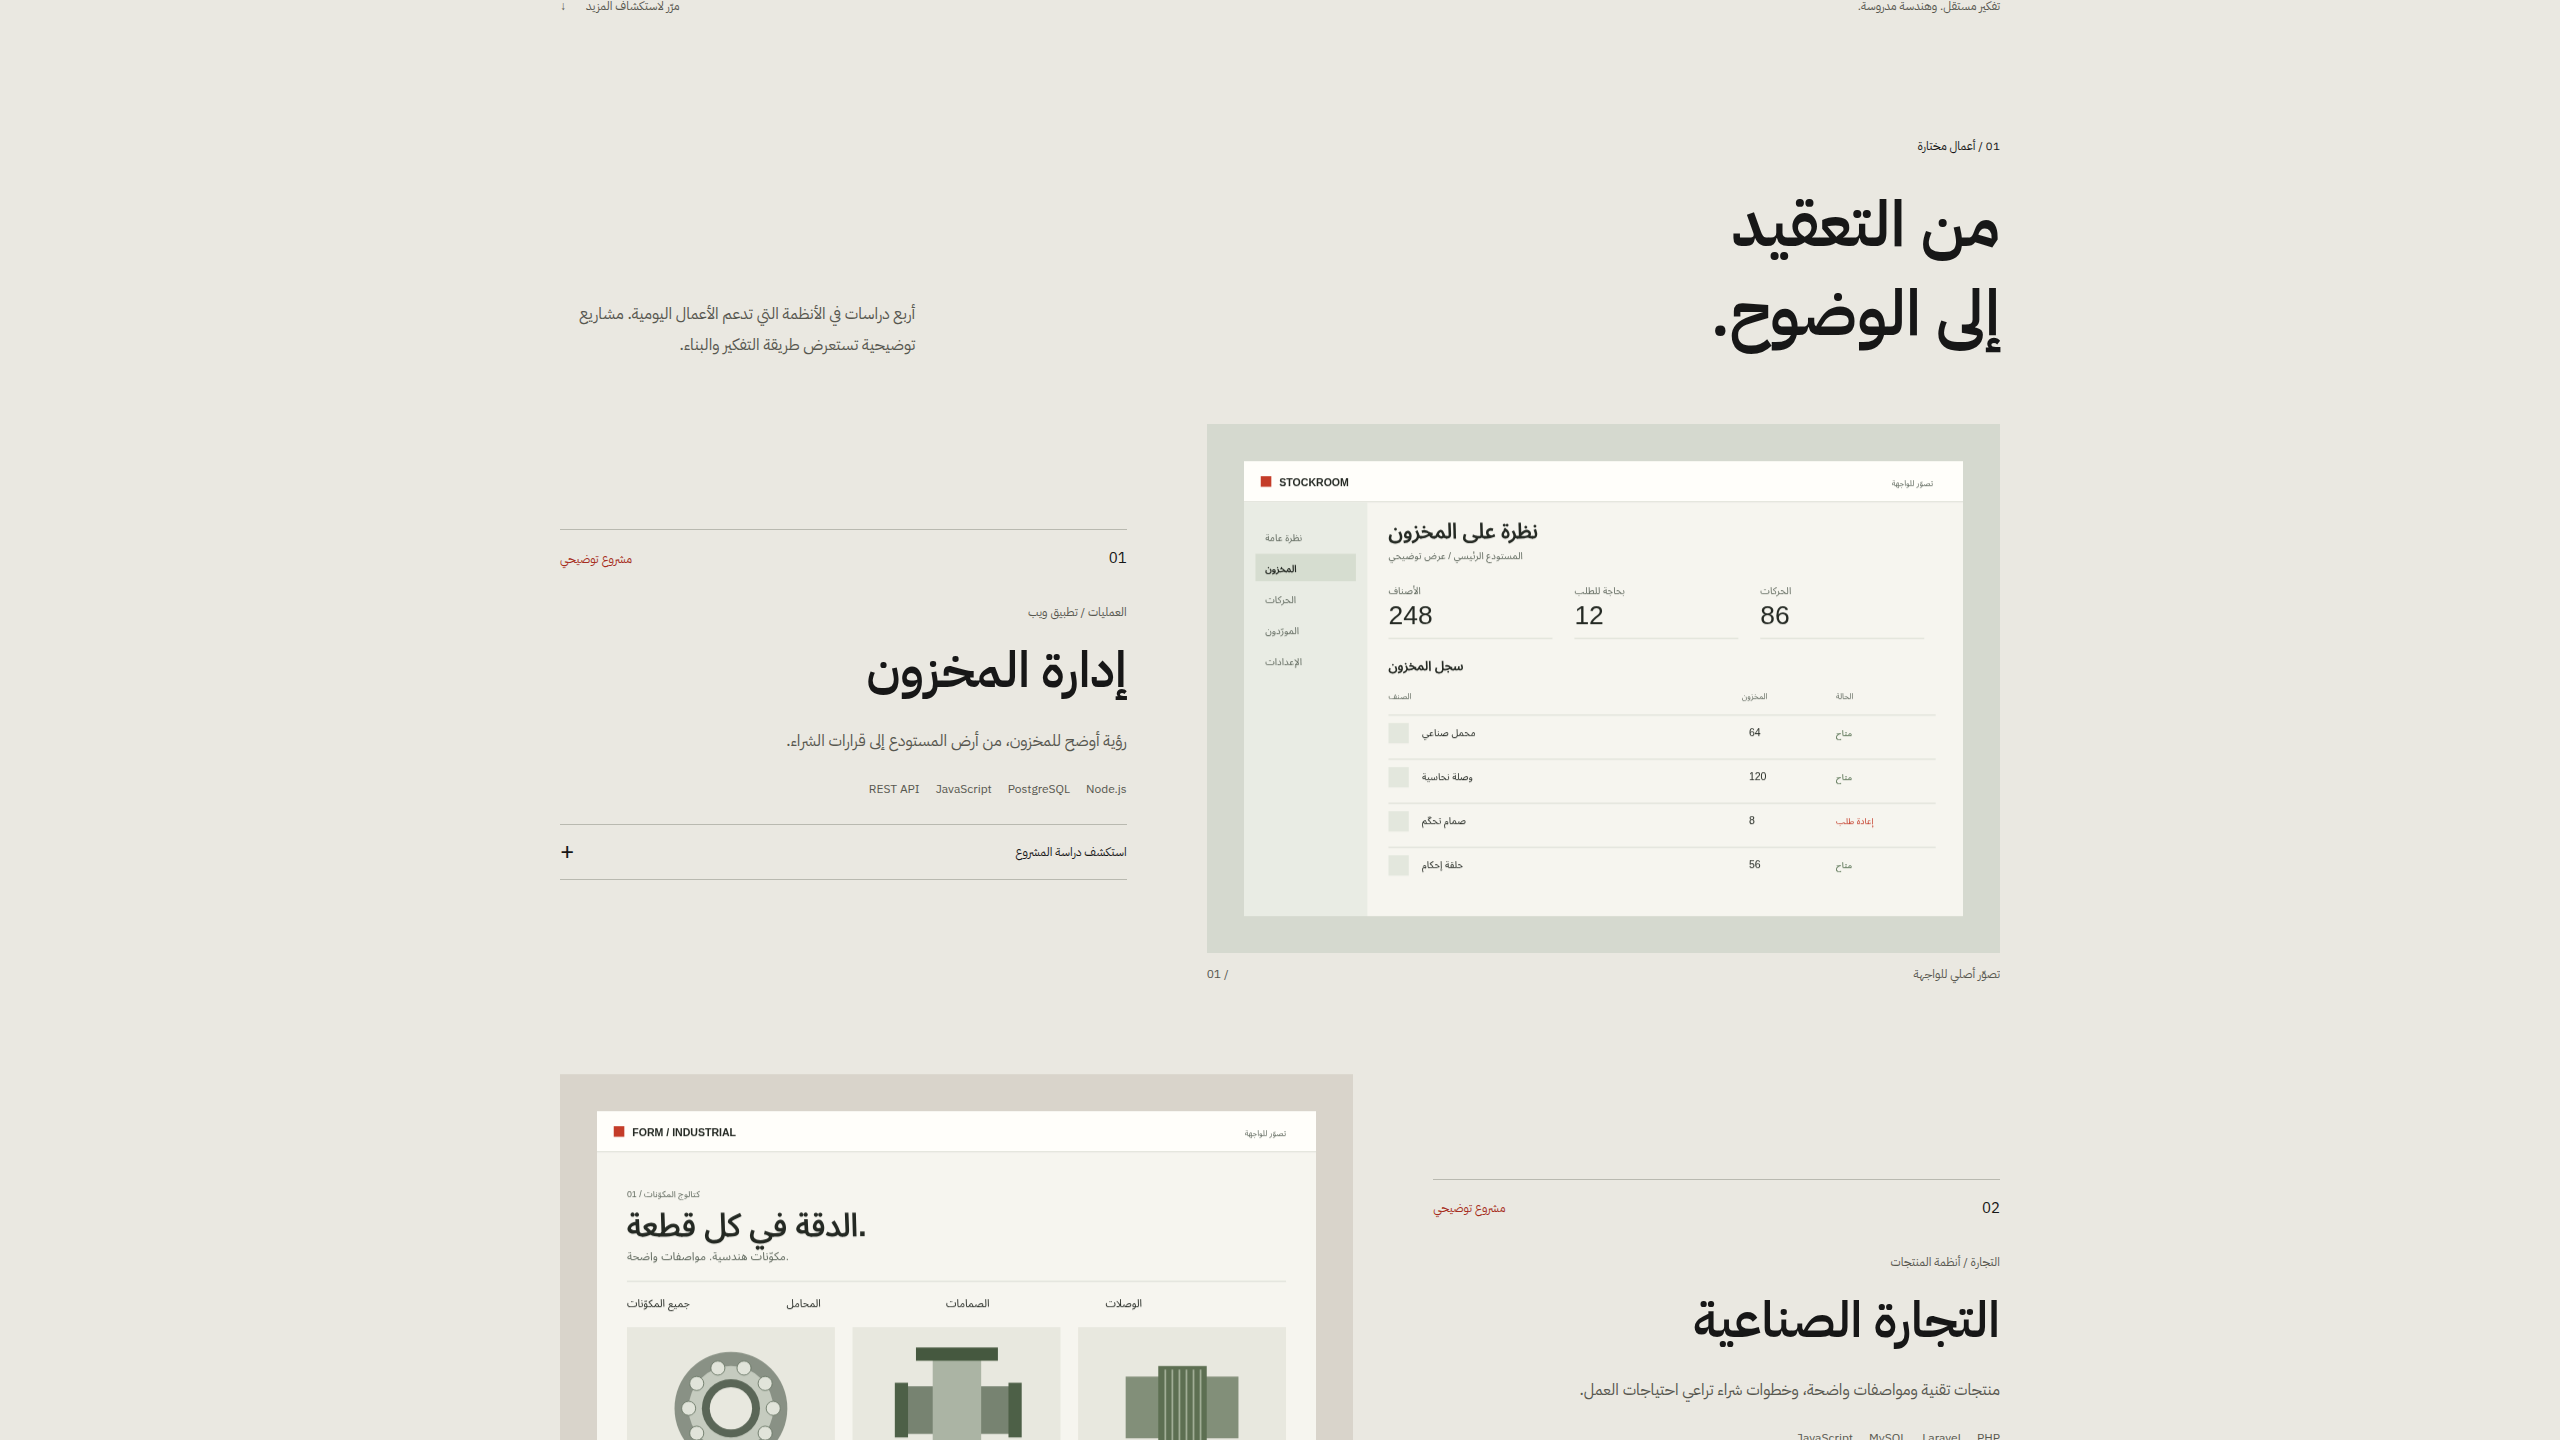 تفكير مستقل. وهندسة مدروسة.
مرّر لاستكشاف المزيد ↓
01 / أعمال مختارة
من التعقيد
إلى الوضوح.
أربع دراسات في الأنظمة التي تدعم الأعمال اليومية. مشاريع
توضيحية تستعرض طريقة التفكير والبناء.
STOCKROOM
تصوّر للواجهة
نظرة عامة
المخزون
الحركات
المورّدون
الإعدادات
نظرة على المخزون
المستودع الرئيسي / عرض توضيحي
الأصناف
248
بحاجة للطلب
12
الحركات
86
سجل المخزون
الصنف المخزون الحالة
محمل صناعي 64 متاح
وصلة نحاسية 120 متاح
صمام تحكّم 8 إعادة طلب
حلقة إحكام 56 متاح
تصوّر أصلي للواجهة
01 /
01
مشروع توضيحي
العمليات / تطبيق ويب
إدارة المخزون
رؤية أوضح للمخزون، من أرض المستودع إلى قرارات الشراء.
Node.js PostgreSQL JavaScript REST API
استكشف دراسة المشروع +
02
مشروع توضيحي
التجارة / أنظمة المنتجات
التجارة الصناعية
منتجات تقنية ومواصفات واضحة، وخطوات شراء تراعي احتياجات العمل.
PHP Laravel MySQL JavaScript
FORM / INDUSTRIAL
تصوّر للواجهة
كتالوج المكوّنات / 01
الدقة في كل قطعة.
مكوّنات هندسية. مواصفات واضحة.
جميع المكوّنات المحامل الصمامات الوصلات